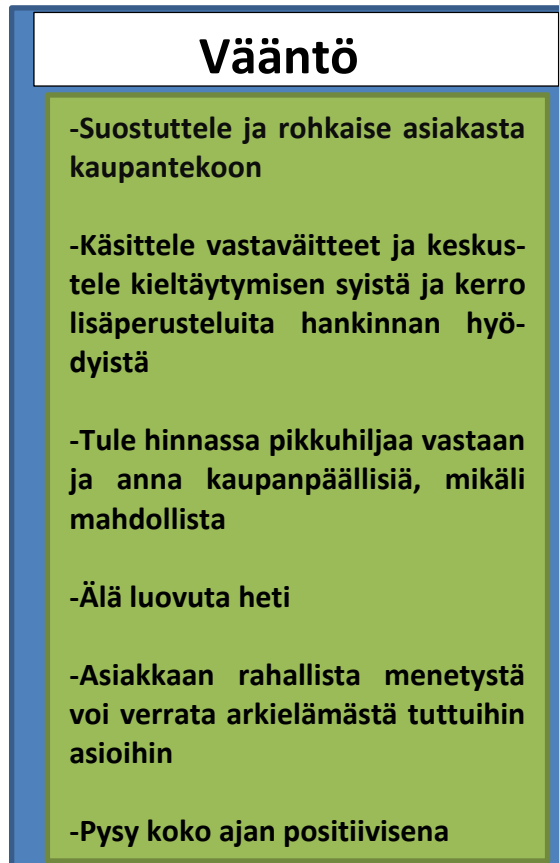 Vääntö
-Suostuttele ja rohkaise asiakasta
kaupantekoon
-Käsittele vastaväitteet ja keskus-
tele kieltäytymisen syistä ja kerro
lisäperusteluita hankinnan hyö-
dyistä
-Tule hinnassa pikkuhiljaa vastaan
ja anna kaupanpäällisiä, mikäli
mahdollista
-Älä luovuta heti
-Asiakkaan rahallista menetystä
voi verrata arkielämästä tuttuihin
asioihin
-Pysy koko ajan positiivisena